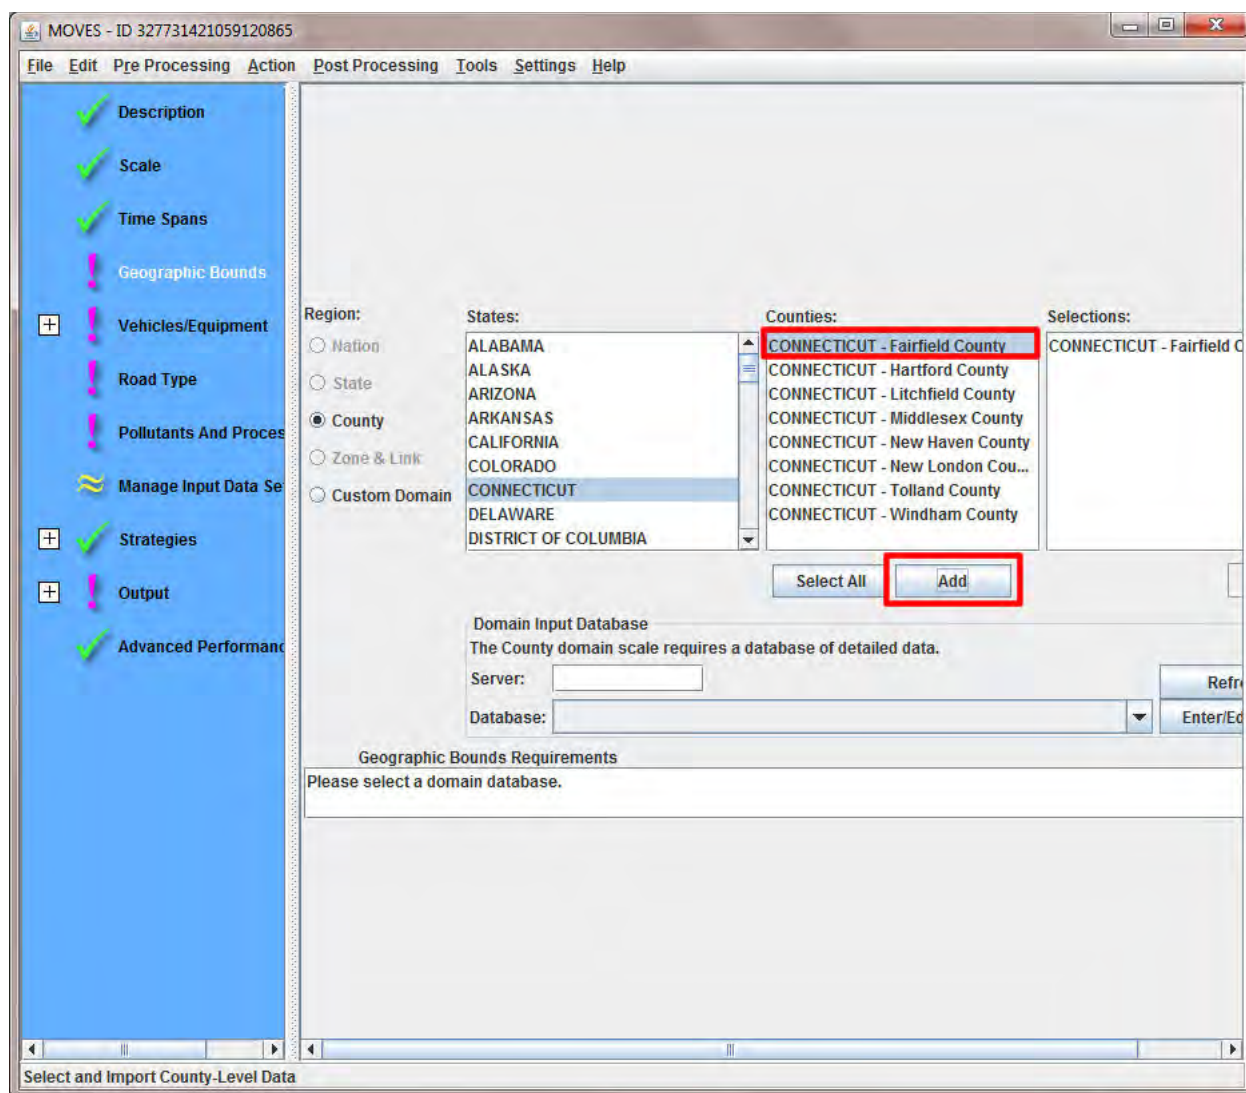 MOVES - ID 327731421059120865
File Edit Pre Processing Action Post Processing Tools Settings Help
Description
Scale
Time Spans
Geographic Bounds
Vehicles/Equipment
Road Type
Pollutants And Proces
Manage Input Data Se
Strategies
Output
Advanced Performanc
Region:
Nation
State
County
Zone & Link
Custom Domain
States:
ALABAMA
ALASKA
ARIZONA
ARKANSAS
CALIFORNIA
COLORADO
CONNECTICUT
DELAWARE
DISTRICT OF COLUMBIA
Counties:
CONNECTICUT - Fairfield County
CONNECTICUT - Hartford County
CONNECTICUT - Litchfield County
CONNECTICUT - Middlesex County
CONNECTICUT - New Haven County
CONNECTICUT - New London Cou...
CONNECTICUT - Tolland County
CONNECTICUT - Windham County
Selections:
CONNECTICUT - Fairfield C
Select All
Add
Domain Input Database
The County domain scale requires a database of detailed data.
Server:
Refre
Database:
Enter/Ed
Geographic Bounds Requirements
Please select a domain database.
Select and Import County-Level Data